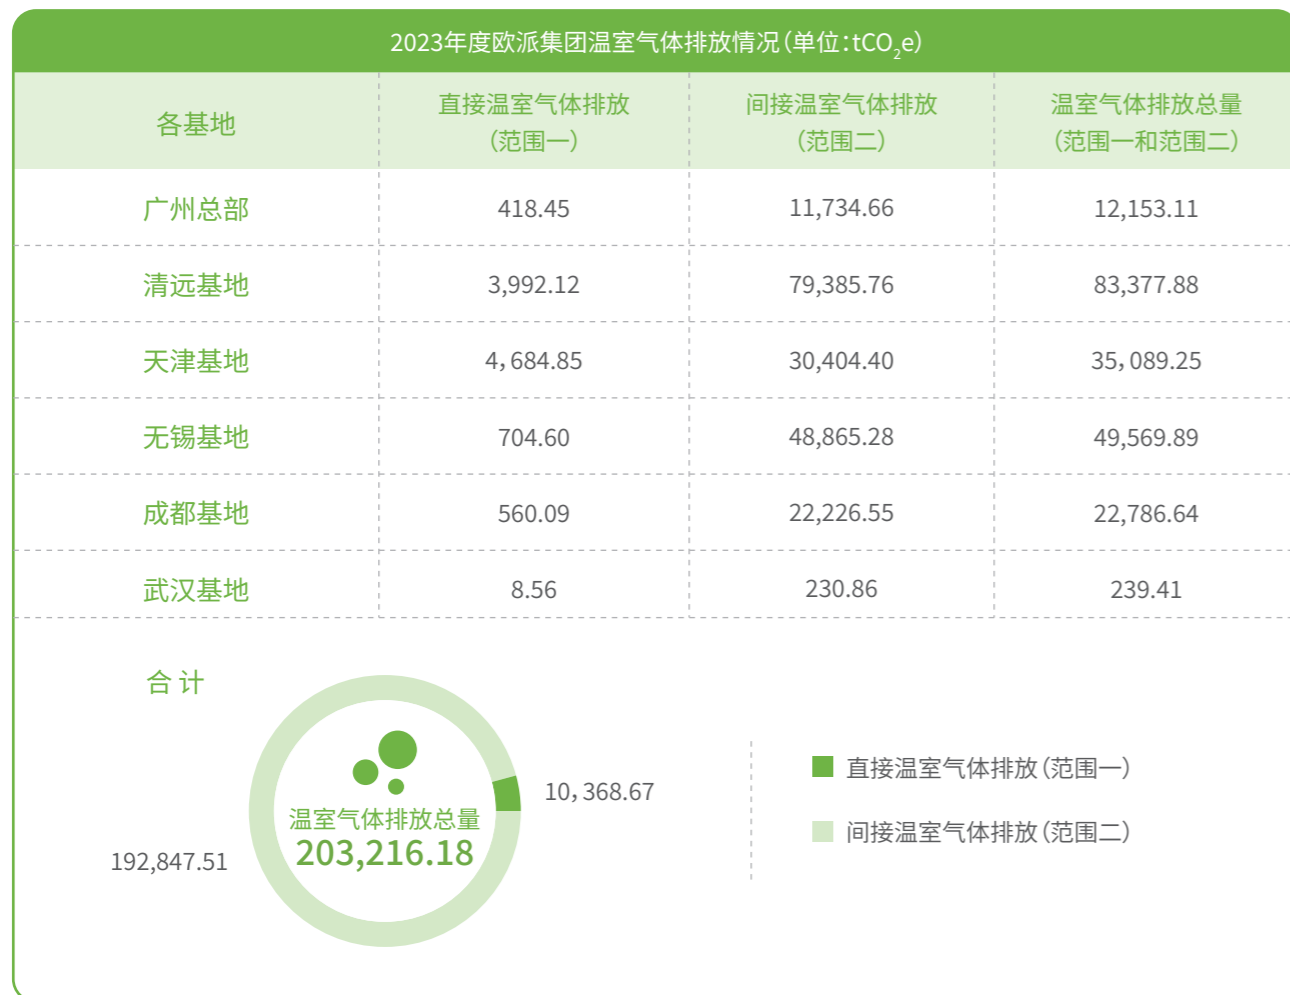 2023年度欧派集团温室气体排放情况(单位:tCO₂e)
各基地
直接温室气体排放
(范围一)
间接温室气体排放
(范围二)
温室气体排放总量
(范围一和范围二)
广州总部 418.45 11,734.66 12,153.11
清远基地 3,992.12 79,385.76 83,377.88
天津基地 4,684.85 30,404.40 35,089.25
无锡基地 704.60 48,865.28 49,569.89
成都基地 560.09 22,226.55 22,786.64
武汉基地 8.56 230.86 239.41
合 计
温室气体排放总量
203,216.18
10,368.67
192,847.51
直接温室气体排放(范围一)
间接温室气体排放(范围二)